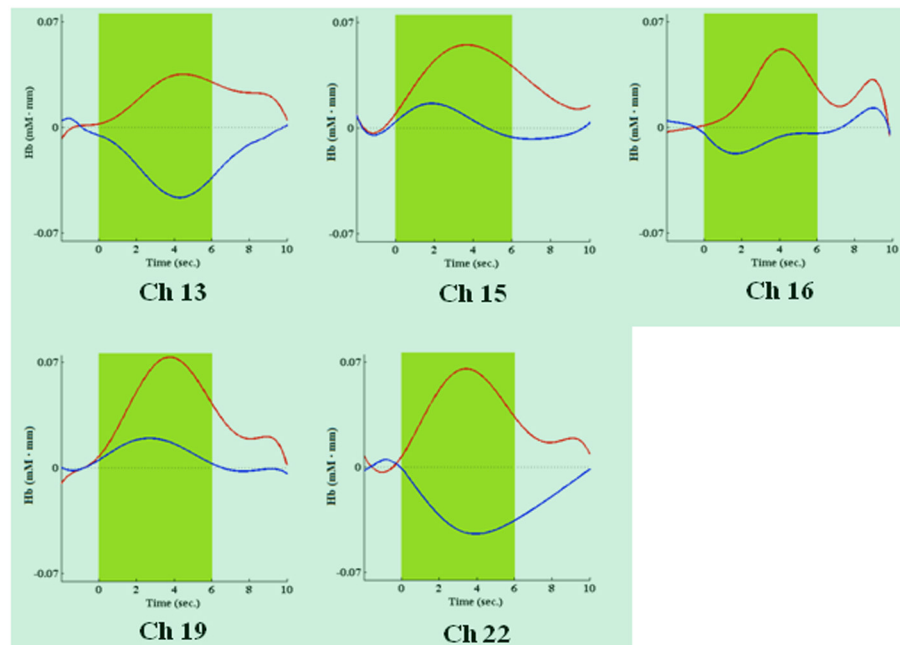 0.07 0.07 0.07
Hb (mM · mm) Hb (mM · mm) Hb (mM · mm)
0 0 0
-0.07 -0.07 -0.07
0 2 4 6 8 10 0 2 4 6 8 10 0 2 4 6 8 10
Time (sec.) Time (sec.) Time (sec.)
Ch 13 Ch 15 Ch 16
0.07 0.07
Hb (mM · mm) Hb (mM · mm)
0 0
-0.07 -0.07
0 2 4 6 8 10 0 2 4 6 8 10
Time (sec.) Time (sec.)
Ch 19 Ch 22